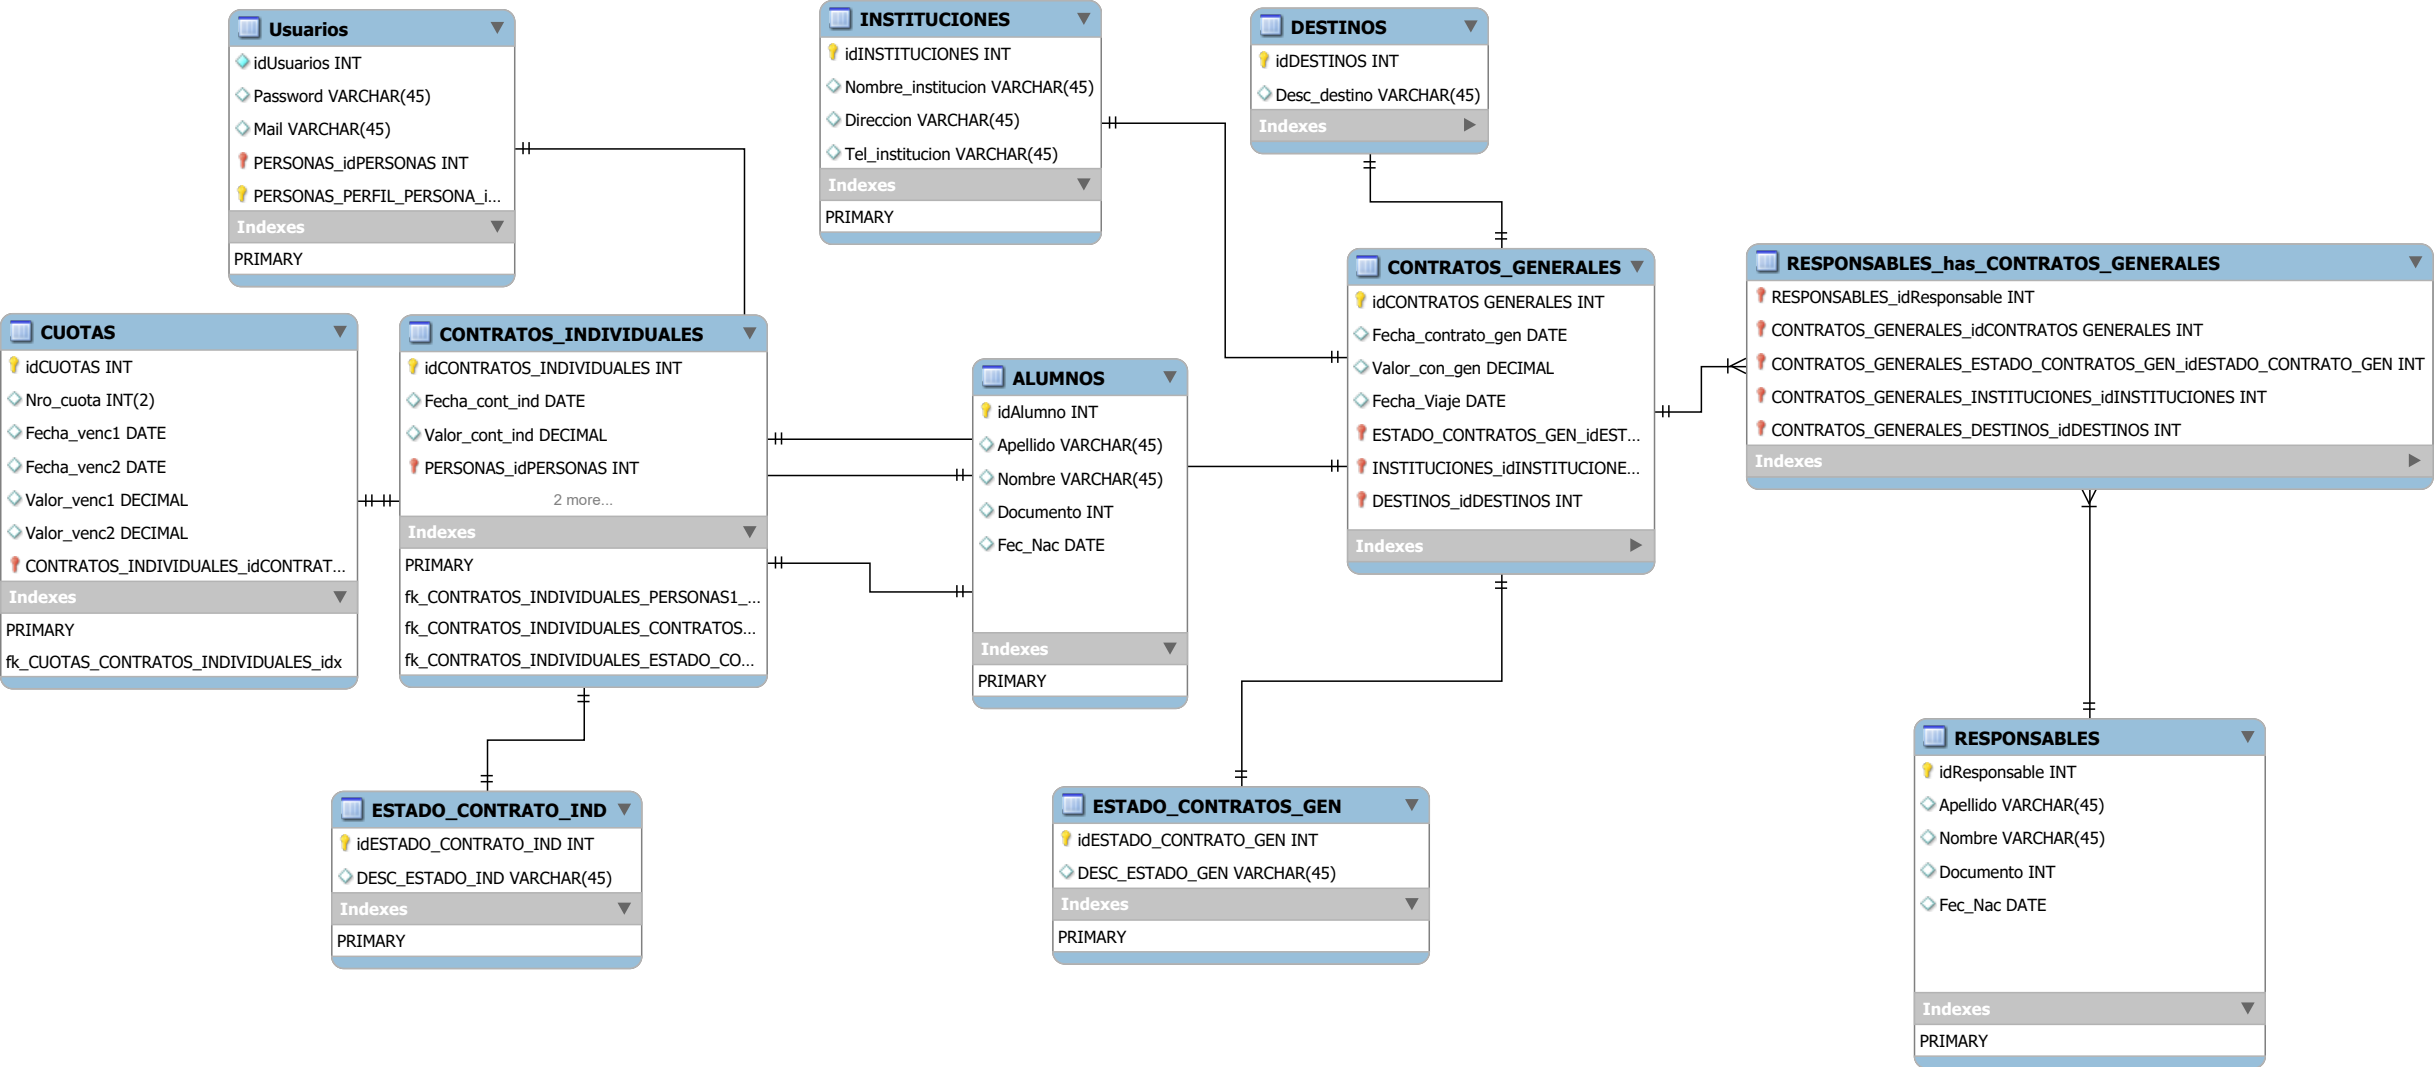 Usuarios
idUsuarios INT
Password VARCHAR(45)
Mail VARCHAR(45)
PERSONAS_idPERSONAS INT
PERSONAS_PERFIL_PERSONA_i...
Indexes
PRIMARY
INSTITUCIONES
idINSTITUCIONES INT
Nombre_institucion VARCHAR(45)
Direccion VARCHAR(45)
Tel_institucion VARCHAR(45)
Indexes
PRIMARY
DESTINOS
idDESTINOS INT
Desc_destino VARCHAR(45)
Indexes
CUOTAS
idCUOTAS INT
Nro_cuota INT(2)
Fecha_venc1 DATE
Fecha_venc2 DATE
Valor_venc1 DECIMAL
Valor_venc2 DECIMAL
CONTRATOS_INDIVIDUALES_idCONTRAT...
Indexes
PRIMARY
fk_CUOTAS_CONTRATOS_INDIVIDUALES_idx
CONTRATOS_INDIVIDUALES
idCONTRATOS_INDIVIDUALES INT
Fecha_cont_ind DATE
Valor_cont_ind DECIMAL
PERSONAS_idPERSONAS INT
2 more...
Indexes
PRIMARY
fk_CONTRATOS_INDIVIDUALES_PERSONAS1_...
fk_CONTRATOS_INDIVIDUALES_CONTRATOS...
fk_CONTRATOS_INDIVIDUALES_ESTADO_CO...
ALUMNOS
idAlumno INT
Apellido VARCHAR(45)
Nombre VARCHAR(45)
Documento INT
Fec_Nac DATE
Indexes
PRIMARY
CONTRATOS_GENERALES
idCONTRATOS GENERALES INT
Fecha_contrato_gen DATE
Valor_con_gen DECIMAL
Fecha_Viaje DATE
ESTADO_CONTRATOS_GEN_idEST...
INSTITUCIONES_idINSTITUCIONE...
DESTINOS_idDESTINOS INT
Indexes
RESPONSABLES_has_CONTRATOS_GENERALES
RESPONSABLES_idResponsable INT
CONTRATOS_GENERALES_idCONTRATOS GENERALES INT
CONTRATOS_GENERALES_ESTADO_CONTRATOS_GEN_idESTADO_CONTRATO_GEN INT
CONTRATOS_GENERALES_INSTITUCIONES_idINSTITUCIONES INT
CONTRATOS_GENERALES_DESTINOS_idDESTINOS INT
Indexes
ESTADO_CONTRATO_IND
idESTADO_CONTRATO_IND INT
DESC_ESTADO_IND VARCHAR(45)
Indexes
PRIMARY
ESTADO_CONTRATOS_GEN
idESTADO_CONTRATO_GEN INT
DESC_ESTADO_GEN VARCHAR(45)
Indexes
PRIMARY
RESPONSABLES
idResponsable INT
Apellido VARCHAR(45)
Nombre VARCHAR(45)
Documento INT
Fec_Nac DATE
Indexes
PRIMARY